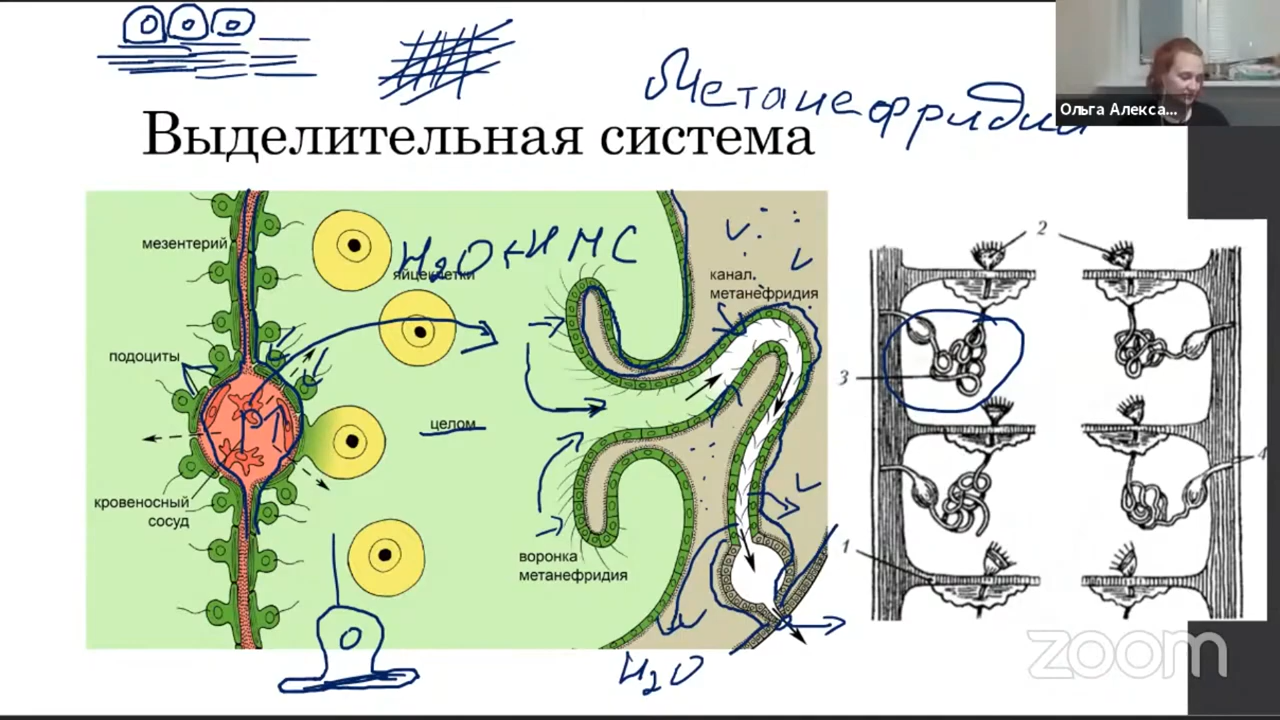 Метанефридии
Ольга Алекса...
Выделительная система
мезентерий
H₂O + НМС
яйцеклетки
канал
метанефридия
подоциты
целом
кровеносный
сосуд
воронка
метанефридия
H₂O
2
3
4
1
zoom